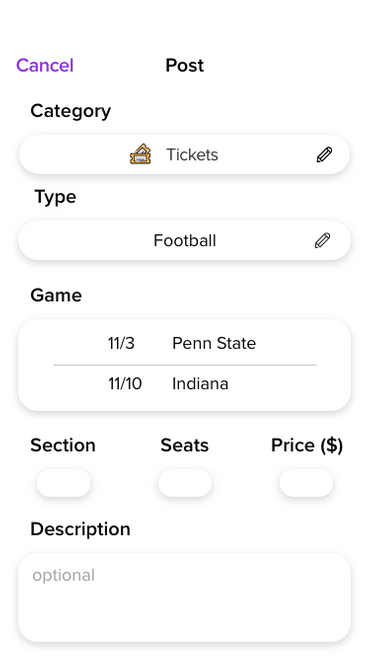 Cancel Post
Category
Tickets
Type
Football
Game
11/3 Penn State
11/10 Indiana
Section Seats Price ($)
Description
optional